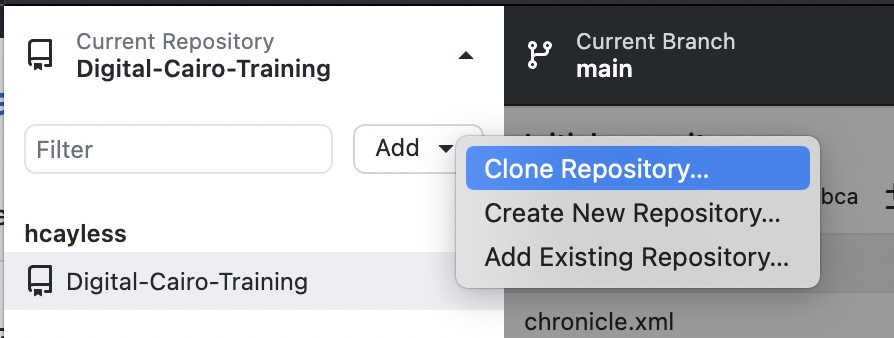 Current Repository
Digital-Cairo-Training
Current Branch
main
Filter
Add
Clone Repository...
Create New Repository...
Add Existing Repository...
hcayless
Digital-Cairo-Training
bca
chronicle.xml